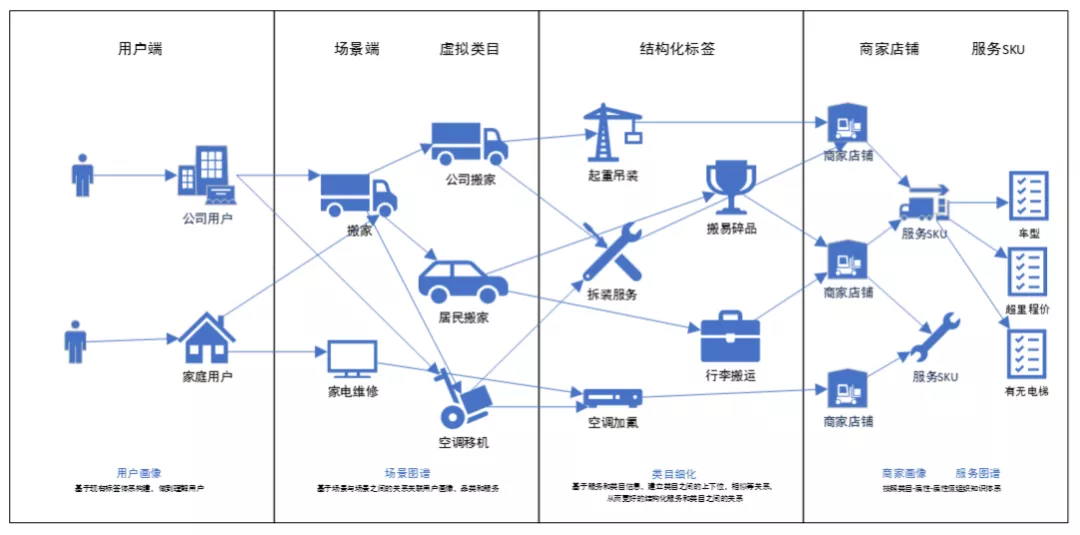 用户端
场景端
虚拟类目
结构化标签
商家店铺
服务SKU
公司用户
家庭用户
搬家
家电维修
公司搬家
居民搬家
空调移机
起重吊装
拆装服务
空调加氟
搬易碎品
行李搬运
商家店铺
商家店铺
商家店铺
服务SKU
服务SKU
车型
超里程价
有无电梯
用户画像
基于现有标签体系构建，做到理解用户
场景图谱
基于场景与场景之间的关系关联用户画像、品类和服务
类目细化
基于服务和类目信息，建立类目之间的上下位，相似等关系，
从而更好的结构化服务和类目之间的关系
商家画像
服务图谱
按照类目-属性-属性值组织知识体系